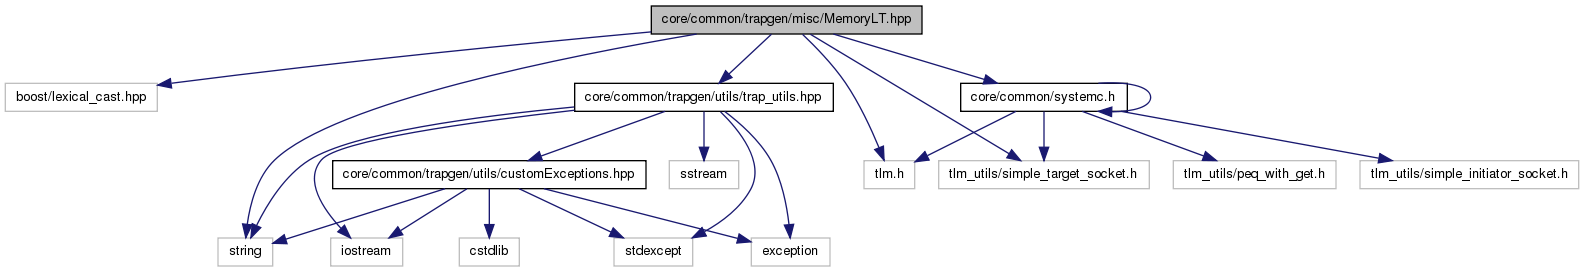 core/common/trapgen/misc/MemoryLT.hpp
boost/lexical_cast.hpp
core/common/trapgen/utils/trap_utils.hpp
core/common/systemc.h
core/common/trapgen/utils/customExceptions.hpp
sstream
tlm.h
tlm_utils/simple_target_socket.h
tlm_utils/peq_with_get.h
tlm_utils/simple_initiator_socket.h
string
iostream
cstdlib
stdexcept
exception